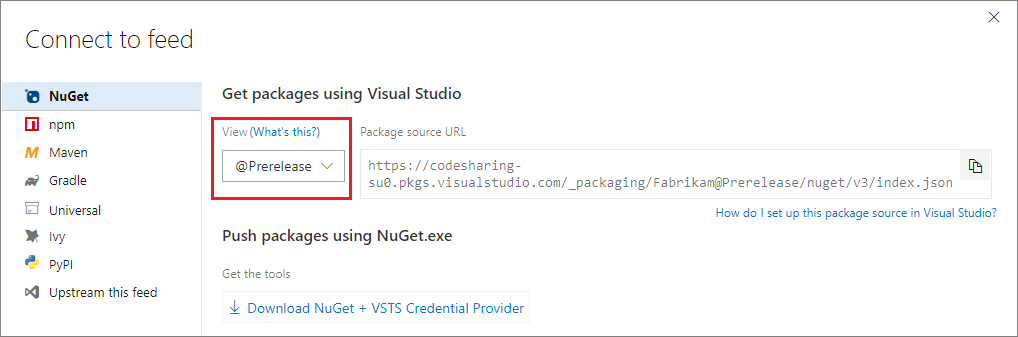 Connect to feed
NuGet
npm
Maven
Gradle
Universal
Ivy
PyPI
Upstream this feed
Get packages using Visual Studio
View (What's this?)
@Prerelease
Package source URL
https://codesharing-
su0.pkgs.visualstudio.com/_packaging/Fabrikam@Prerelease/nuget/v3/index.json
How do I set up this package source in Visual Studio?
Push packages using NuGet.exe
Get the tools
Download NuGet + VSTS Credential Provider